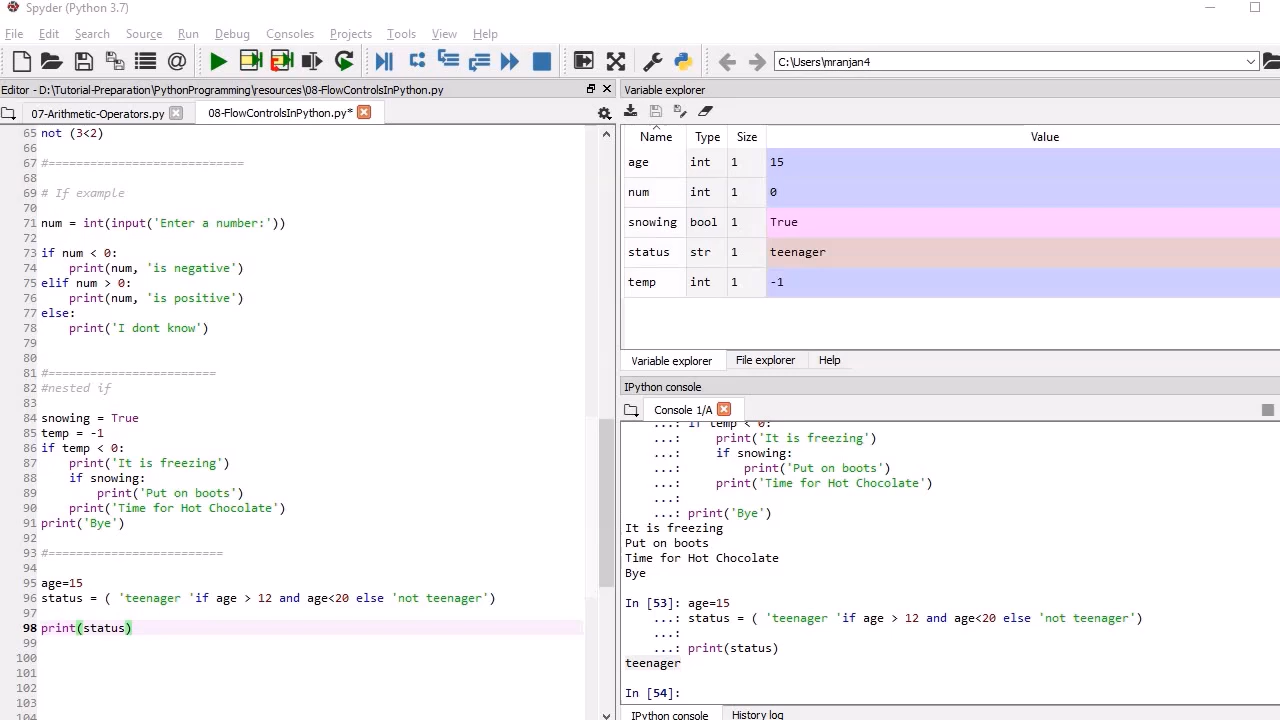 Spyder (Python 3.7)
File Edit Search Source Run Debug Consoles Projects Tools View Help
C:\Users\mranjan4
Editor - D:\Tutorial-Preparation\PythonProgramming\resources\08-FlowControlsInPython.py
07-Arithmetic-Operators.py 08-FlowControlsInPython.py*
65 not (3<2)
66
67 #============================
68
69 # If example
70
71 num = int(input('Enter a number:'))
72
73 if num < 0:
74     print(num, 'is negative')
75 elif num > 0:
76     print(num, 'is positive')
77 else:
78     print('I dont know')
79
80
81 #========================
82 #nested if
83
84 snowing = True
85 temp = -1
86 if temp < 0:
87     print('It is freezing')
88     if snowing:
89         print('Put on boots')
90     print('Time for Hot Chocolate')
91 print('Bye')
92
93 #=========================
94
95 age=15
96 status = ( 'teenager 'if age > 12 and age<20 else 'not teenager')
97
98 print(status)
99
100
101
102
103
104
Variable explorer
Name Type Size Value
age int 1 15
num int 1 0
snowing bool 1 True
status str 1 teenager
temp int 1 -1
Variable explorer File explorer Help
IPython console
Console 1/A
...: if temp < 0:
...:     print('It is freezing')
...:     if snowing:
...:         print('Put on boots')
...:     print('Time for Hot Chocolate')
...:
...: print('Bye')
It is freezing
Put on boots
Time for Hot Chocolate
Bye
In [53]: age=15
...: status = ( 'teenager 'if age > 12 and age<20 else 'not teenager')
...:
...: print(status)
teenager
In [54]:
IPython console History log